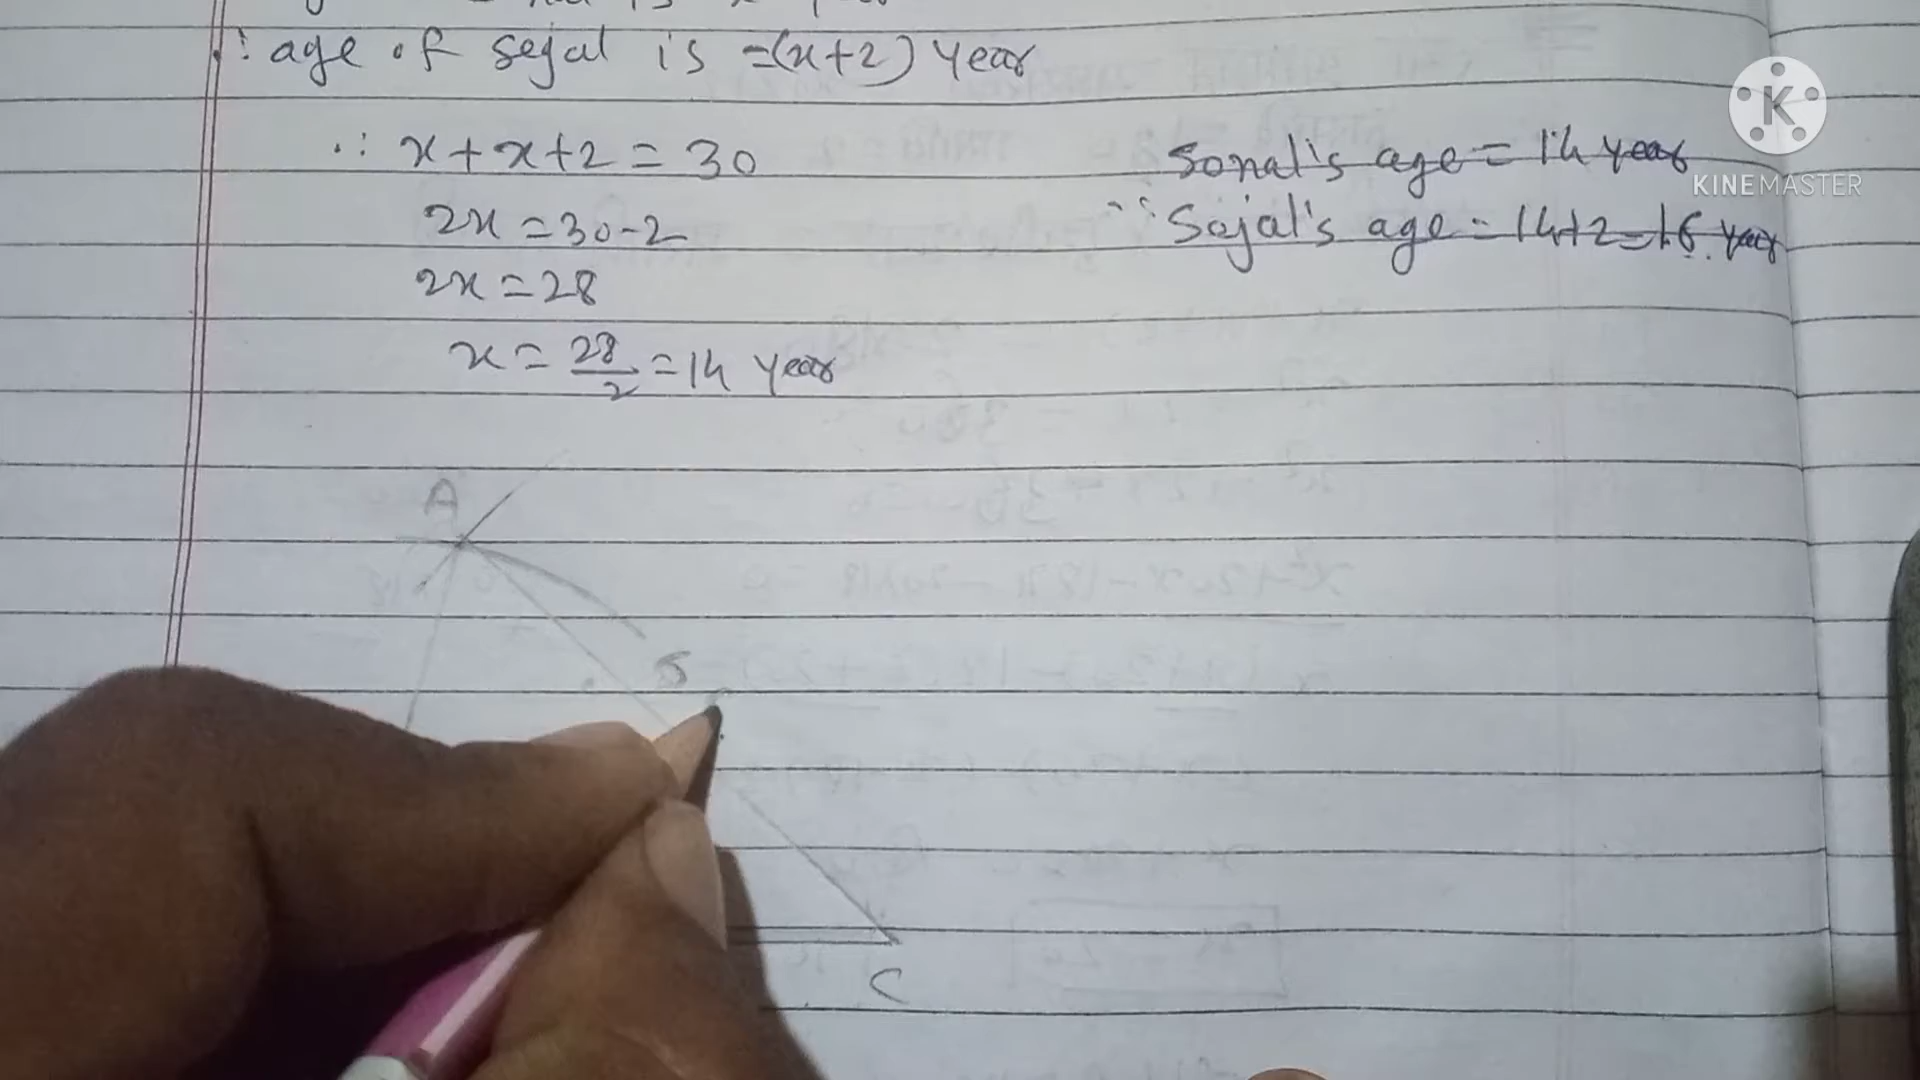 ∴ age of sejal is =(x+2) year
∴ x+x+2=30
2x=30-2
2x=28
x=28/2=14 year
Sonal's age=14 year
∵ Sejal's age=14+2=16 year
K
KINEMASTER
A
5
C